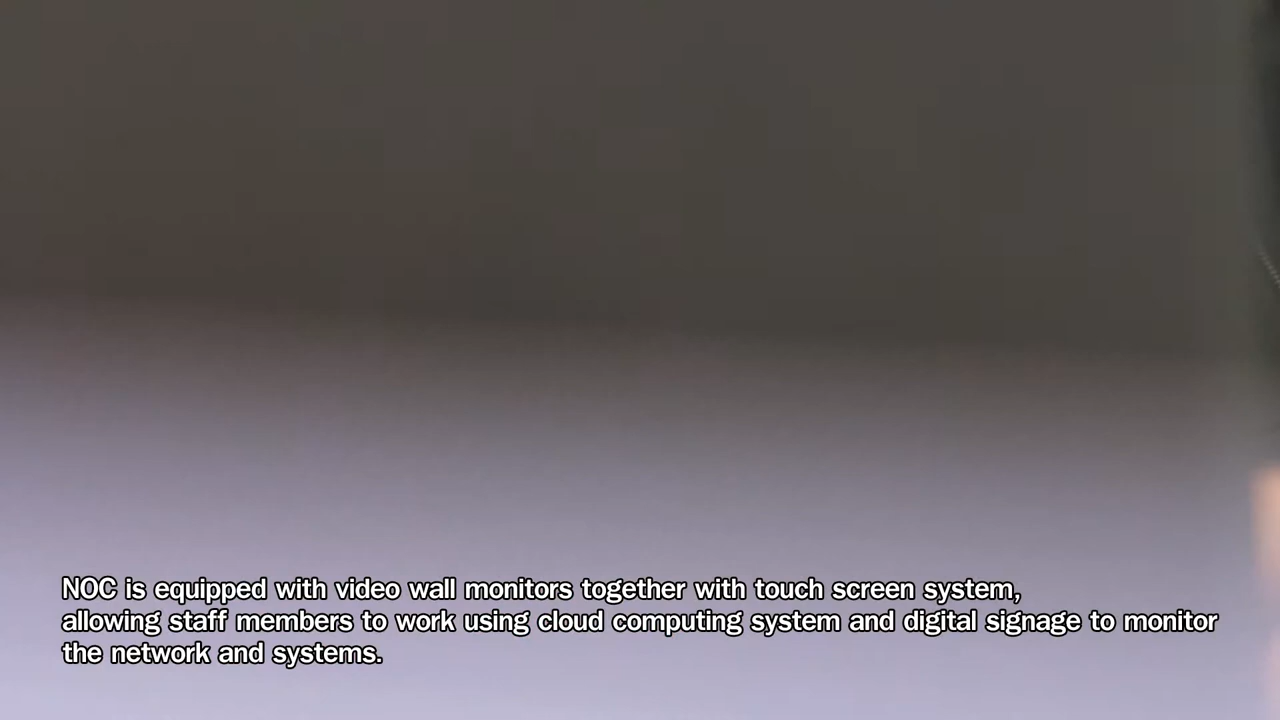 NOC is equipped with video wall monitors together with touch screen system,
allowing staff members to work using cloud computing system and digital signage to monitor
the network and systems.